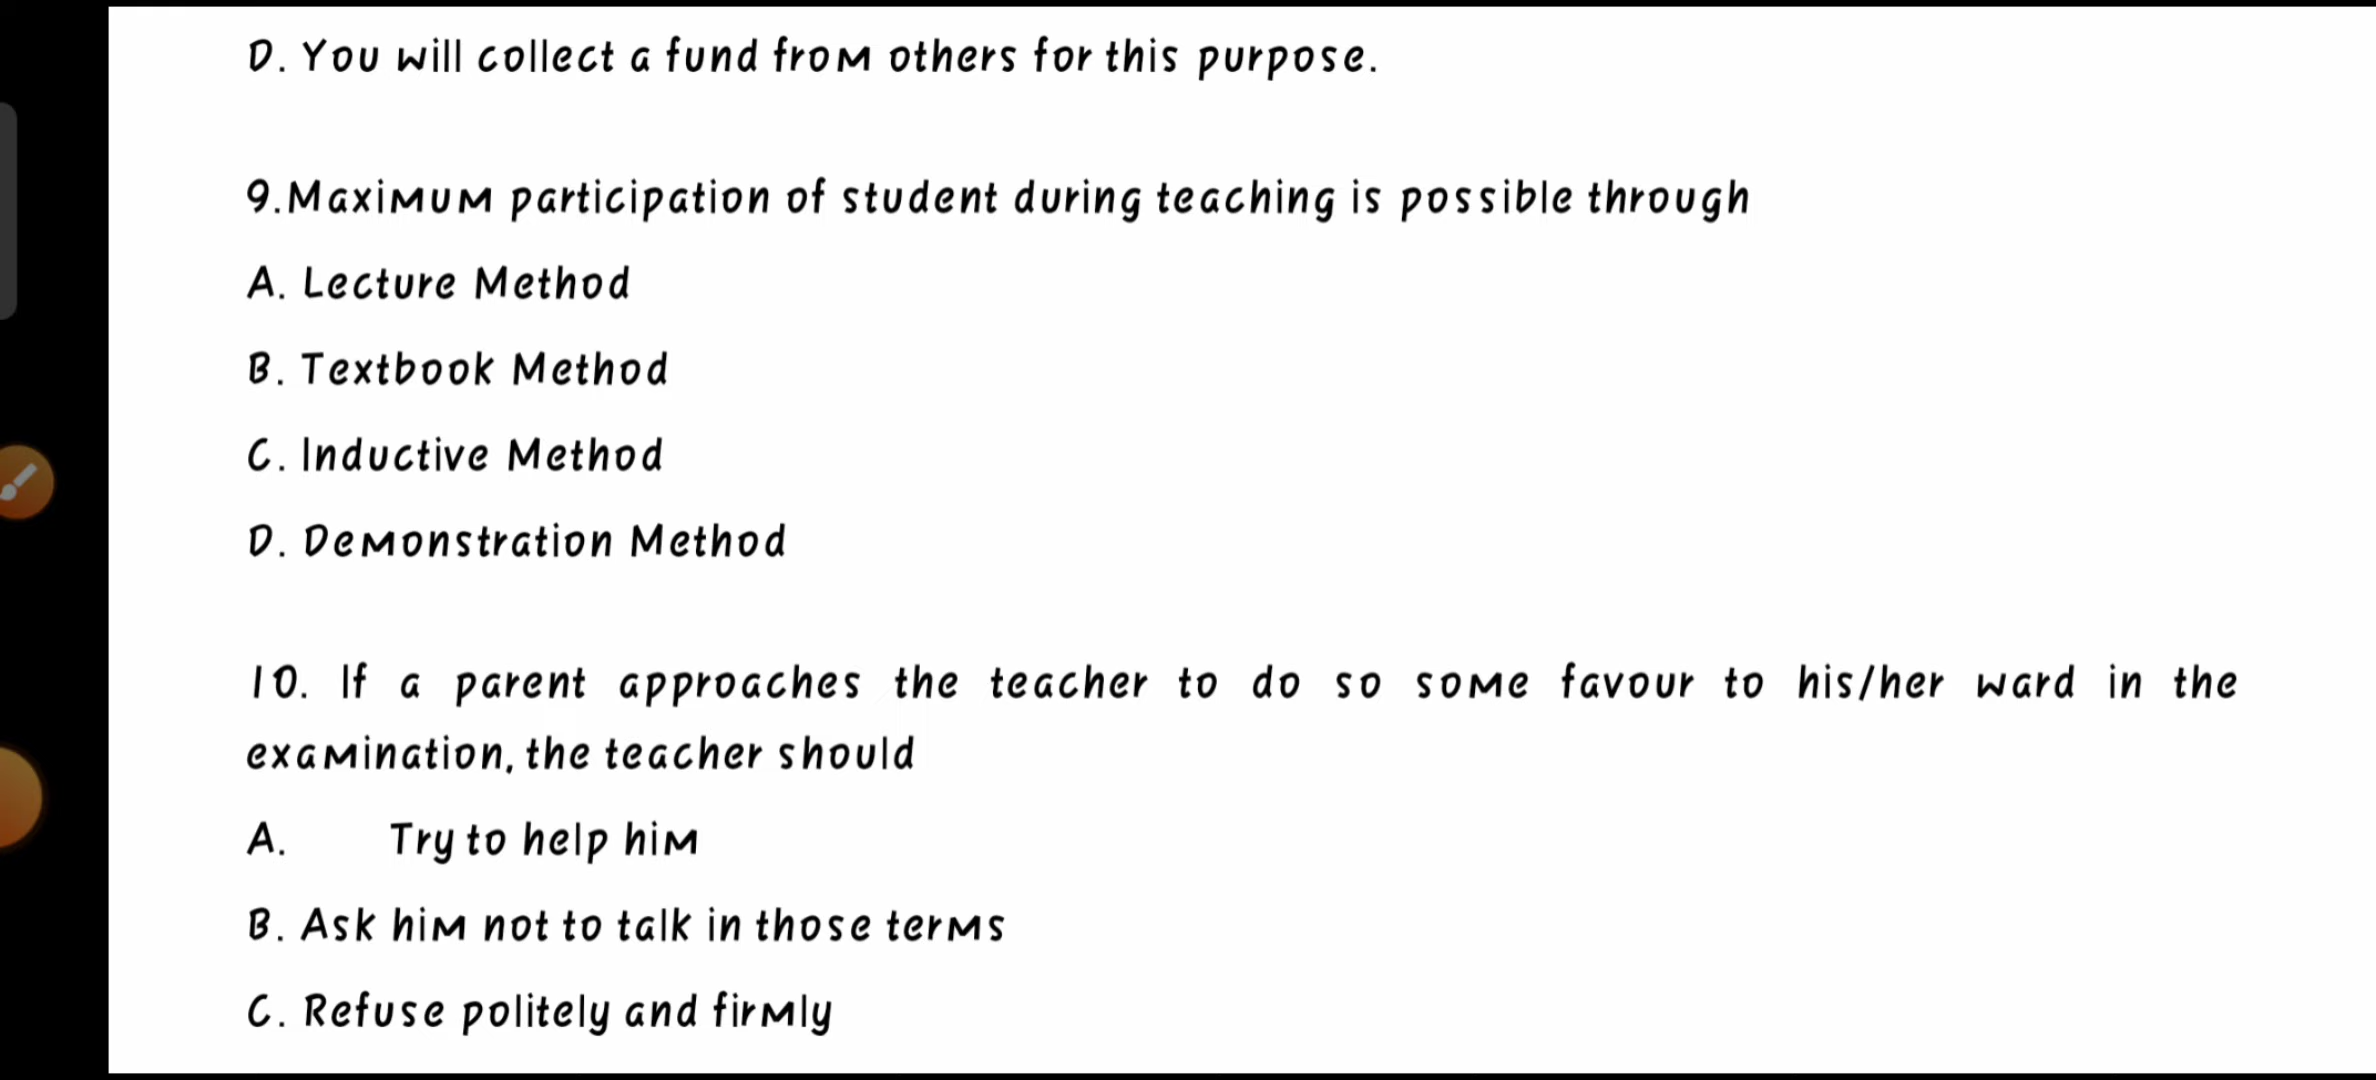 D. You will collect a fund from others for this purpose.
9.Maximum participation of student during teaching is possible through
A. Lecture Method
B. Textbook Method
C. Inductive Method
D. Demonstration Method
10. If a parent approaches the teacher to do so some favour to his/her ward in the
examination, the teacher should
A. Try to help him
B. Ask him not to talk in those terms
C. Refuse politely and firmly